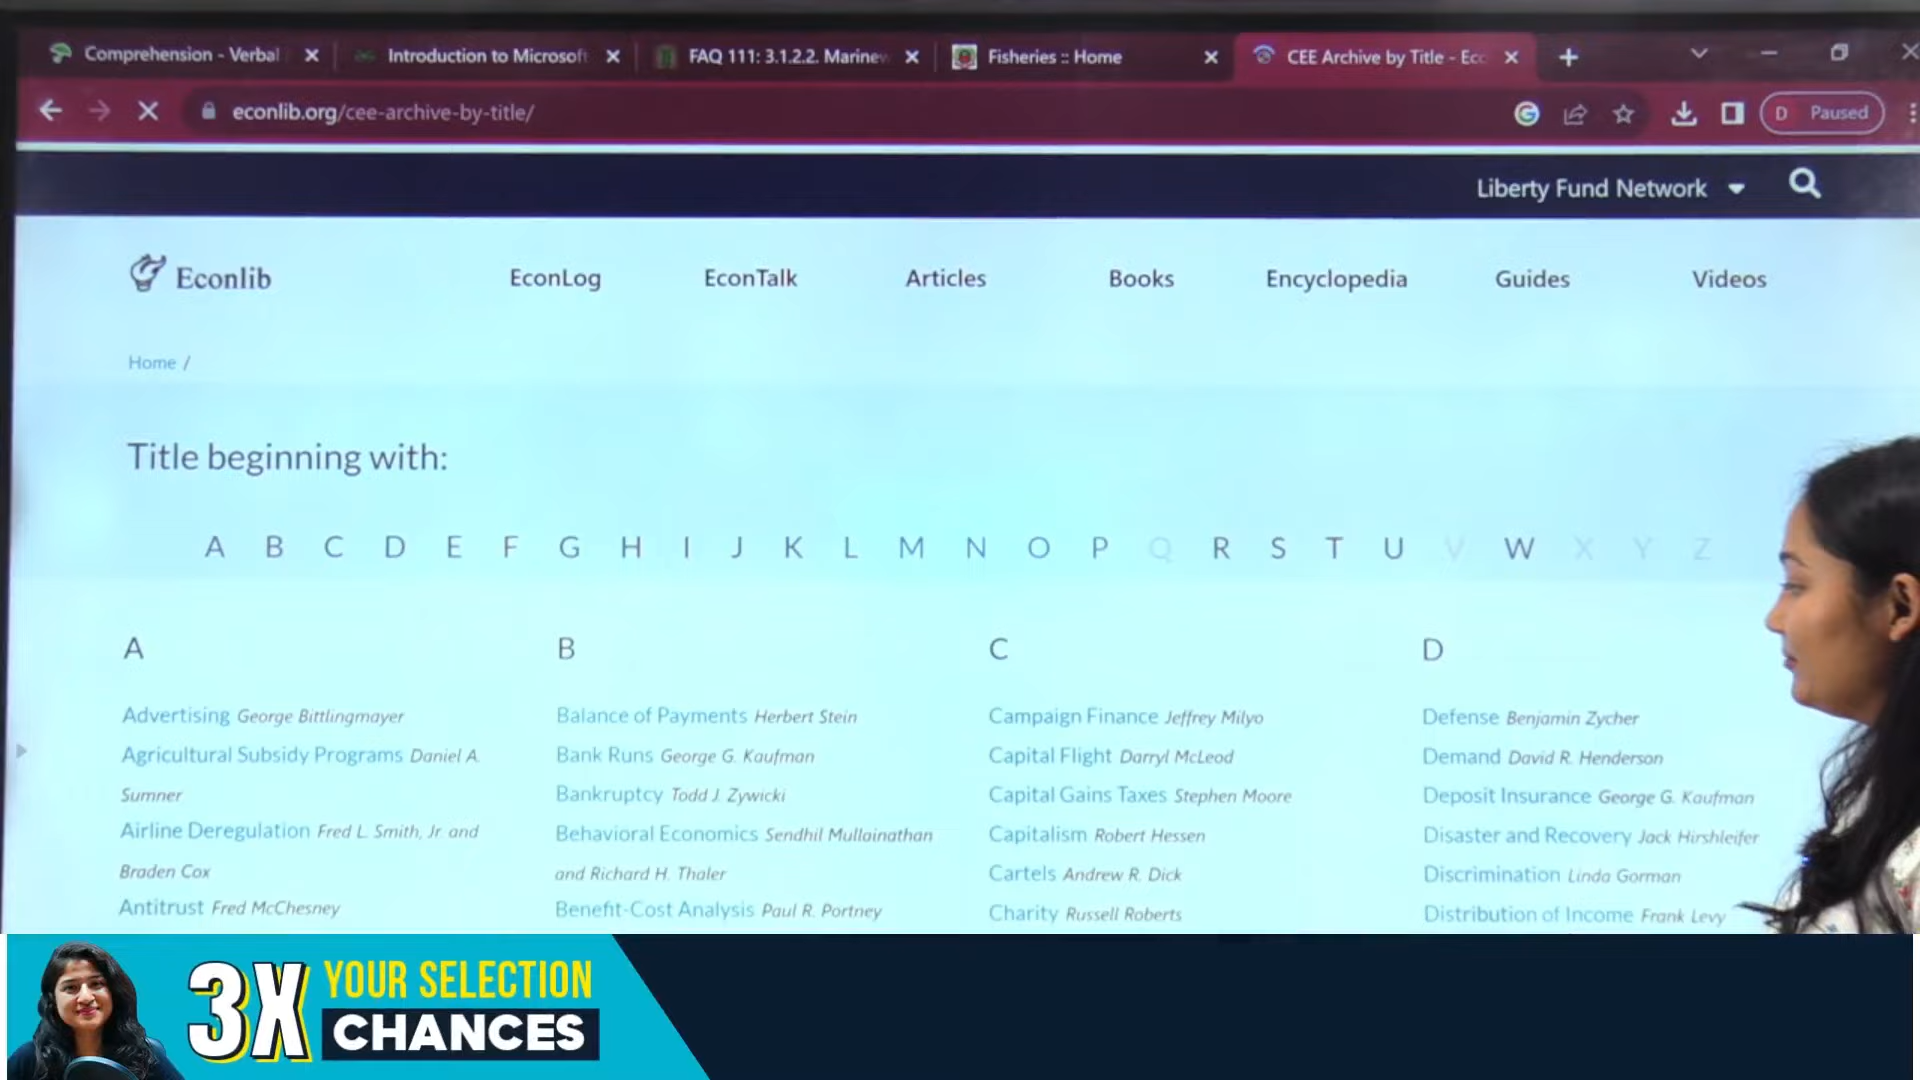 Comprehension - Verbal
Introduction to Microsoft
FAQ 111: 3.1.2.2. Marinew
Fisheries :: Home
CEE Archive by Title - Ecc
econlib.org/cee-archive-by-title/
D Paused
Liberty Fund Network
Econlib
EconLog
EconTalk
Articles
Books
Encyclopedia
Guides
Videos
Home /
Title beginning with:
A B C D E F G H I J K L M N O P Q R S T U V W X Y Z
A
Advertising George Bittlingmayer
Agricultural Subsidy Programs Daniel A.
Sumner
Airline Deregulation Fred L. Smith, Jr. and
Braden Cox
Antitrust Fred McChesney
B
Balance of Payments Herbert Stein
Bank Runs George G. Kaufman
Bankruptcy Todd J. Zywicki
Behavioral Economics Sendhil Mullainathan
and Richard H. Thaler
Benefit-Cost Analysis Paul R. Portney
C
Campaign Finance Jeffrey Milyo
Capital Flight Darryl McLeod
Capital Gains Taxes Stephen Moore
Capitalism Robert Hessen
Cartels Andrew R. Dick
Charity Russell Roberts
D
Defense Benjamin Zycher
Demand David R. Henderson
Deposit Insurance George G. Kaufman
Disaster and Recovery Jack Hirshleifer
Discrimination Linda Gorman
Distribution of Income Frank Levy
3X YOUR SELECTION
CHANCES